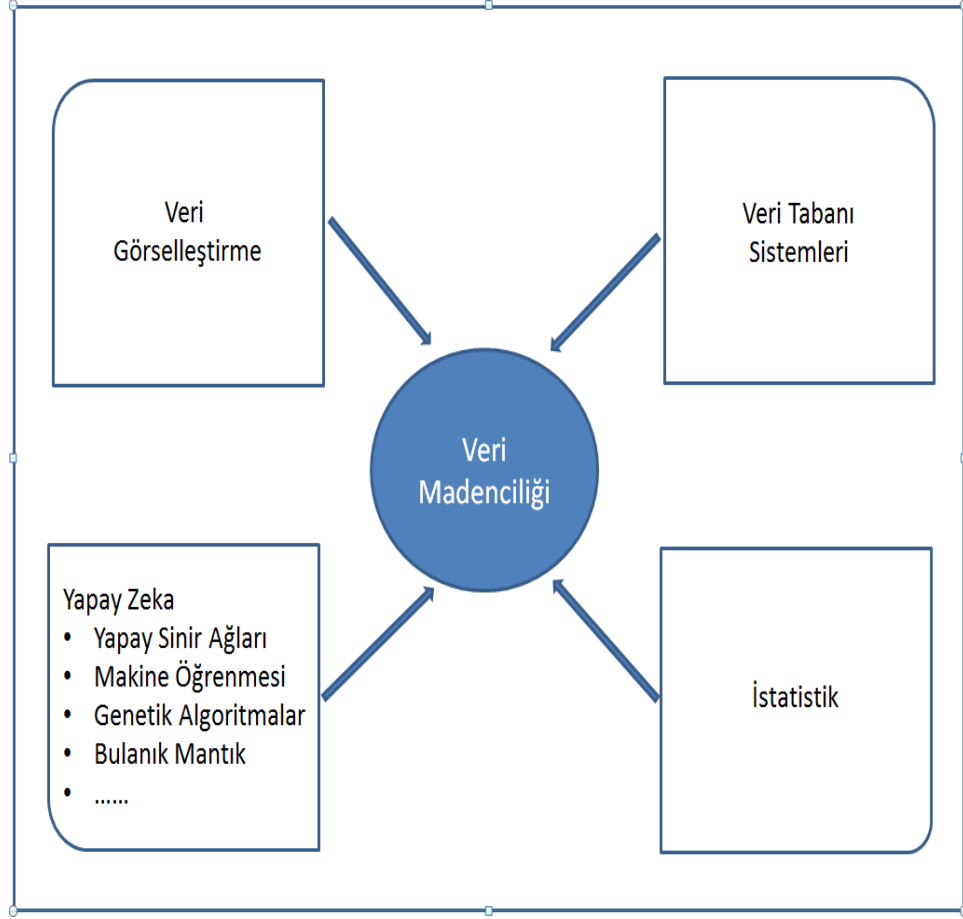 Veri
Görselleştirme
Veri Tabanı
Sistemleri
Veri
Madenciliği
Yapay Zeka
• Yapay Sinir Ağları
• Makine Öğrenmesi
• Genetik Algoritmalar
• Bulanık Mantık
• ......
İstatistik